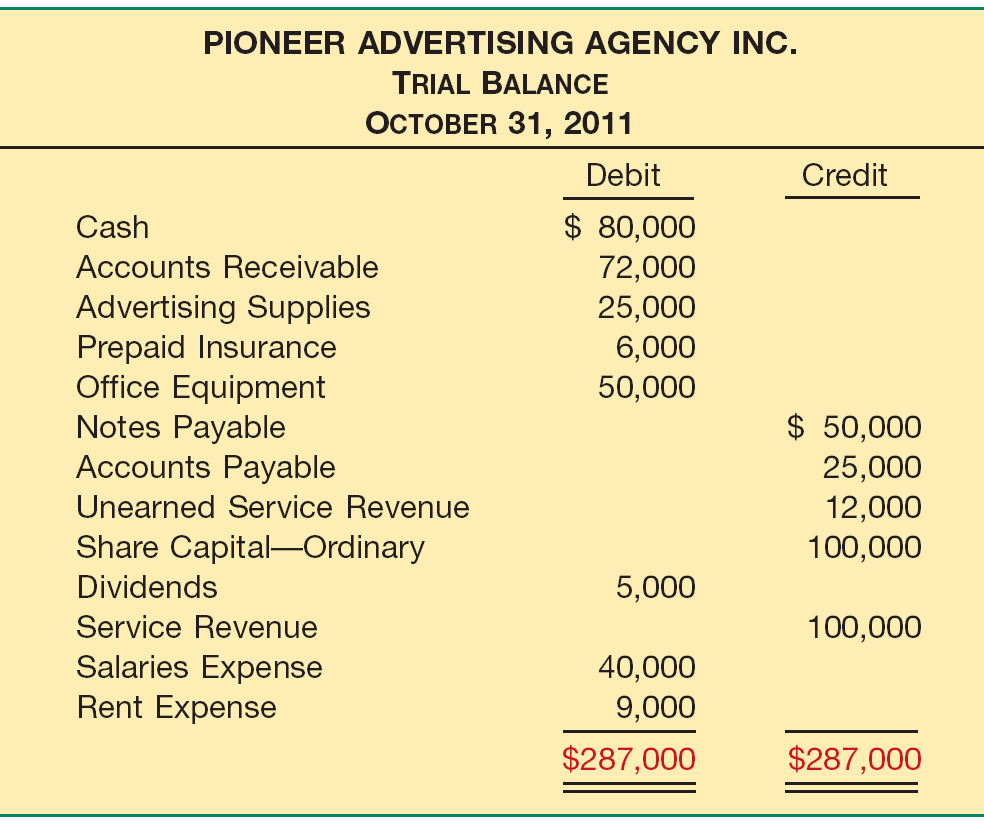 PIONEER ADVERTISING AGENCY INC.
TRIAL BALANCE
OCTOBER 31, 2011
Debit Credit
Cash $ 80,000
Accounts Receivable 72,000
Advertising Supplies 25,000
Prepaid Insurance 6,000
Office Equipment 50,000
Notes Payable $ 50,000
Accounts Payable 25,000
Unearned Service Revenue 12,000
Share Capital—Ordinary 100,000
Dividends 5,000
Service Revenue 100,000
Salaries Expense 40,000
Rent Expense 9,000
$287,000 $287,000